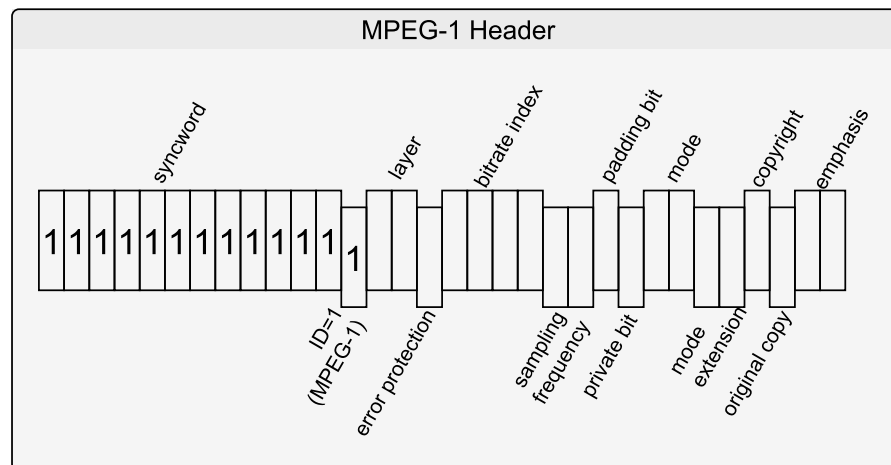 MPEG-1 Header
syncword
layer
bitrate index
padding bit
mode
copyright
emphasis
1 1 1 1 1 1 1 1 1 1 1 1 1
ID=1
(MPEG-1)
error protection
sampling
frequency
private bit
mode
extension
original copy